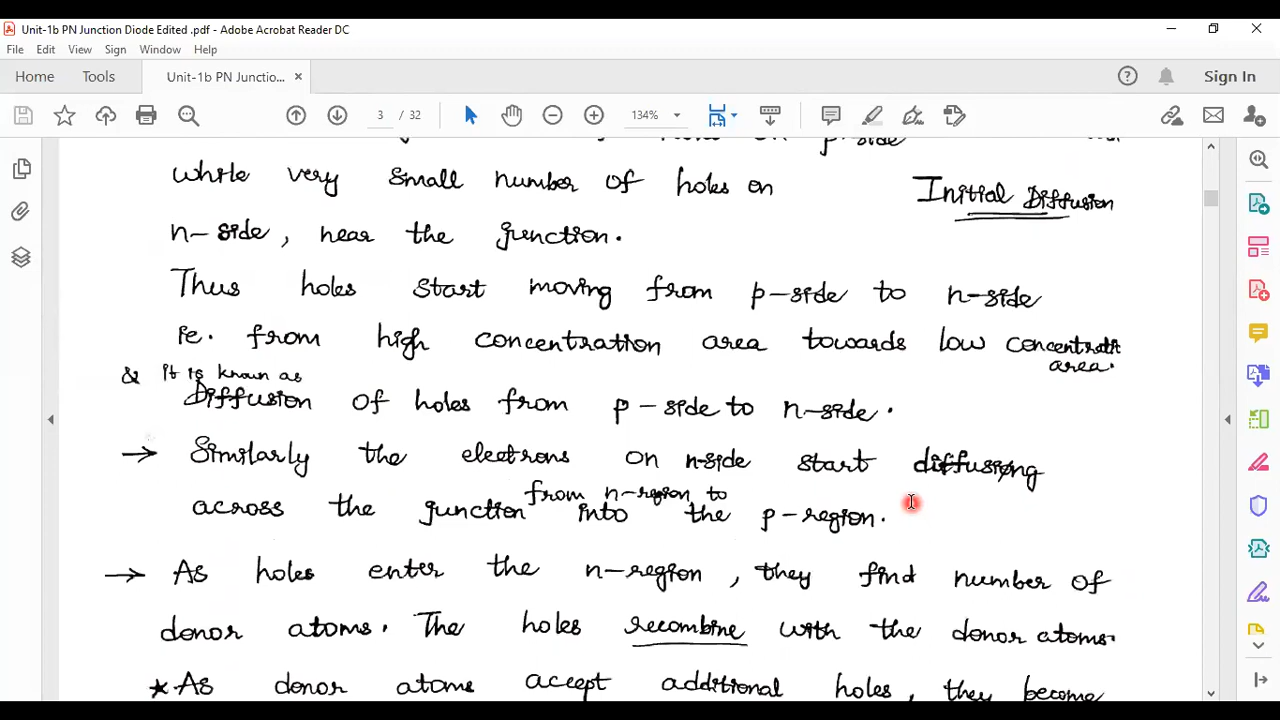 Unit-1b PN Junction Diode Edited .pdf - Adobe Acrobat Reader DC
File Edit View Sign Window Help
Home Tools Unit-1b PN Junctio... × Sign In
3 / 32 134%
on p-side
while very small number of holes on
Initial Diffusion
n-side, near the junction.
Thus holes start moving from p-side to n-side
ie. from high concentration area towards low concentrati area.
& it is known as
Diffusion of holes from p-side to n-side.
→ Similarly the electrons on n-side start diffusing
from n-region to
across the junction into the p-region.
→ As holes enter the n-region, they find number of
donor atoms. The holes recombine with the donor atoms.
★ As donor atoms accept additional holes, they become